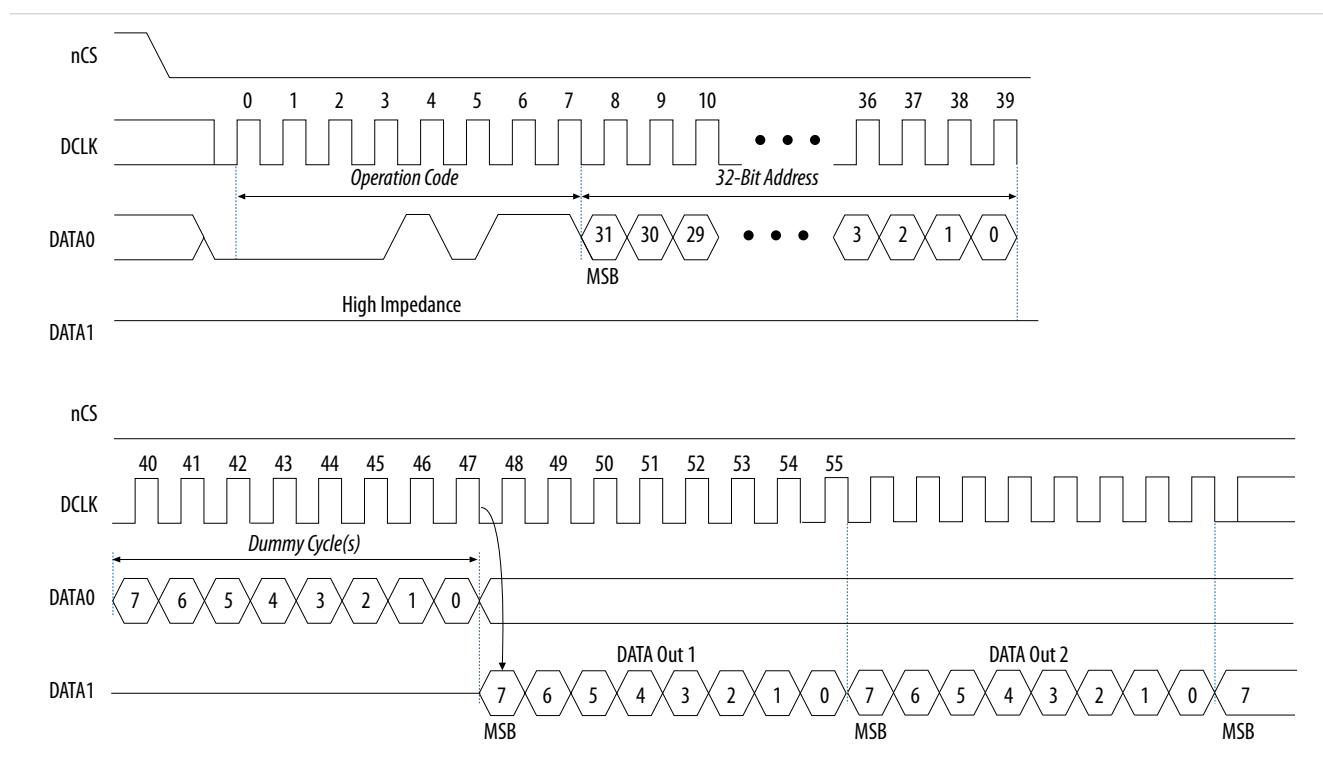 nCS
0 1 2 3 4 5 6 7 8 9 10 36 37 38 39
DCLK
Operation Code 32-Bit Address
DATA0 31 30 29 3 2 1 0
MSB
High Impedance
DATA1
nCS
40 41 42 43 44 45 46 47 48 49 50 51 52 53 54 55
DCLK
Dummy Cycle(s)
DATA0 7 6 5 4 3 2 1 0
DATA Out 1 DATA Out 2
DATA1 7 6 5 4 3 2 1 0 7 6 5 4 3 2 1 0 7
MSB MSB MSB